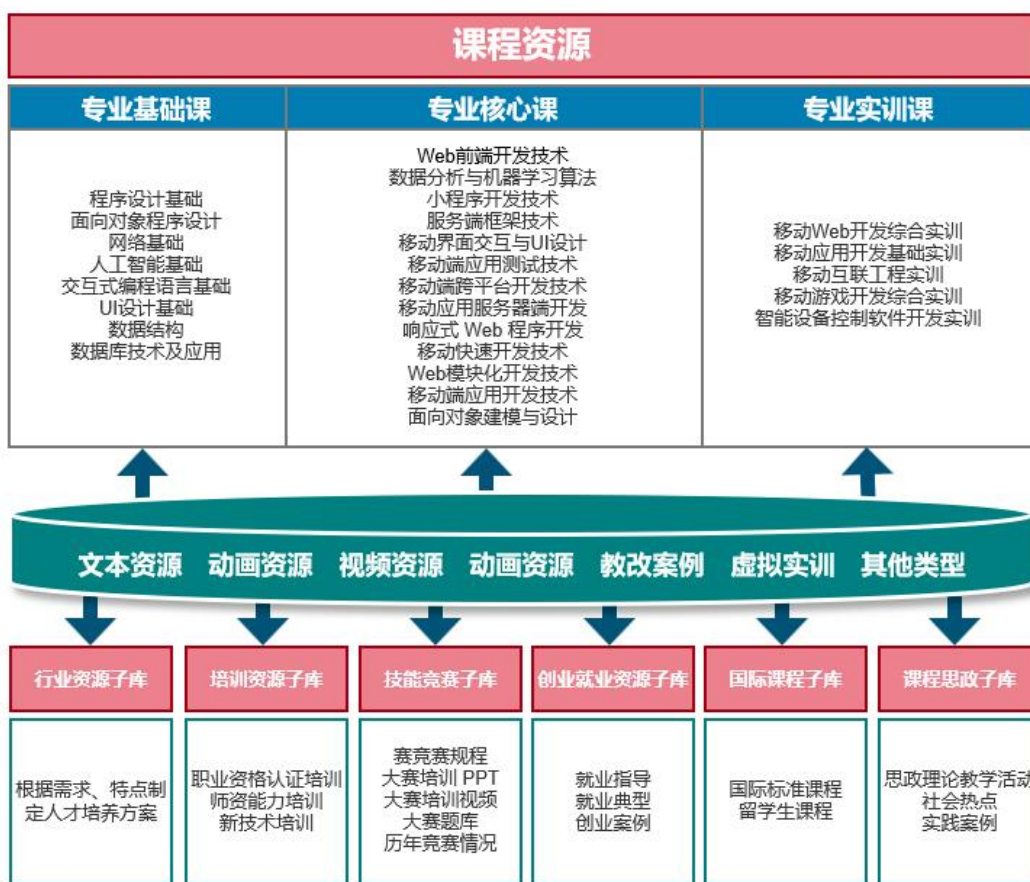 课程资源
专业基础课
专业核心课
专业实训课
程序设计基础
面向对象程序设计
网络基础
人工智能基础
交互式编程语言基础
UI设计基础
数据结构
数据库技术及应用
Web前端开发技术
数据分析与机器学习算法
小程序开发技术
服务端框架技术
移动界面交互与UI设计
移动端应用测试技术
移动端跨平台开发技术
移动应用服务器端开发
响应式 Web 程序开发
移动快速开发技术
Web模块化开发技术
移动端应用开发技术
面向对象建模与设计
移动Web开发综合实训
移动应用开发基础实训
移动互联工程实训
移动游戏开发综合实训
智能设备控制软件开发实训
文本资源 动画资源 视频资源 动画资源 教改案例 虚拟实训 其他类型
行业资源子库
培训资源子库
技能竞赛子库
创业就业资源子库
国际课程子库
课程思政子库
根据需求、特点制
定人才培养方案
职业资格认证培训
师资能力培训
新技术培训
赛竞赛规程
大赛培训 PPT
大赛培训视频
大赛题库
历年竞赛情况
就业指导
就业典型
创业案例
国际标准课程
留学生课程
思政理论教学活动
社会热点
实践案例